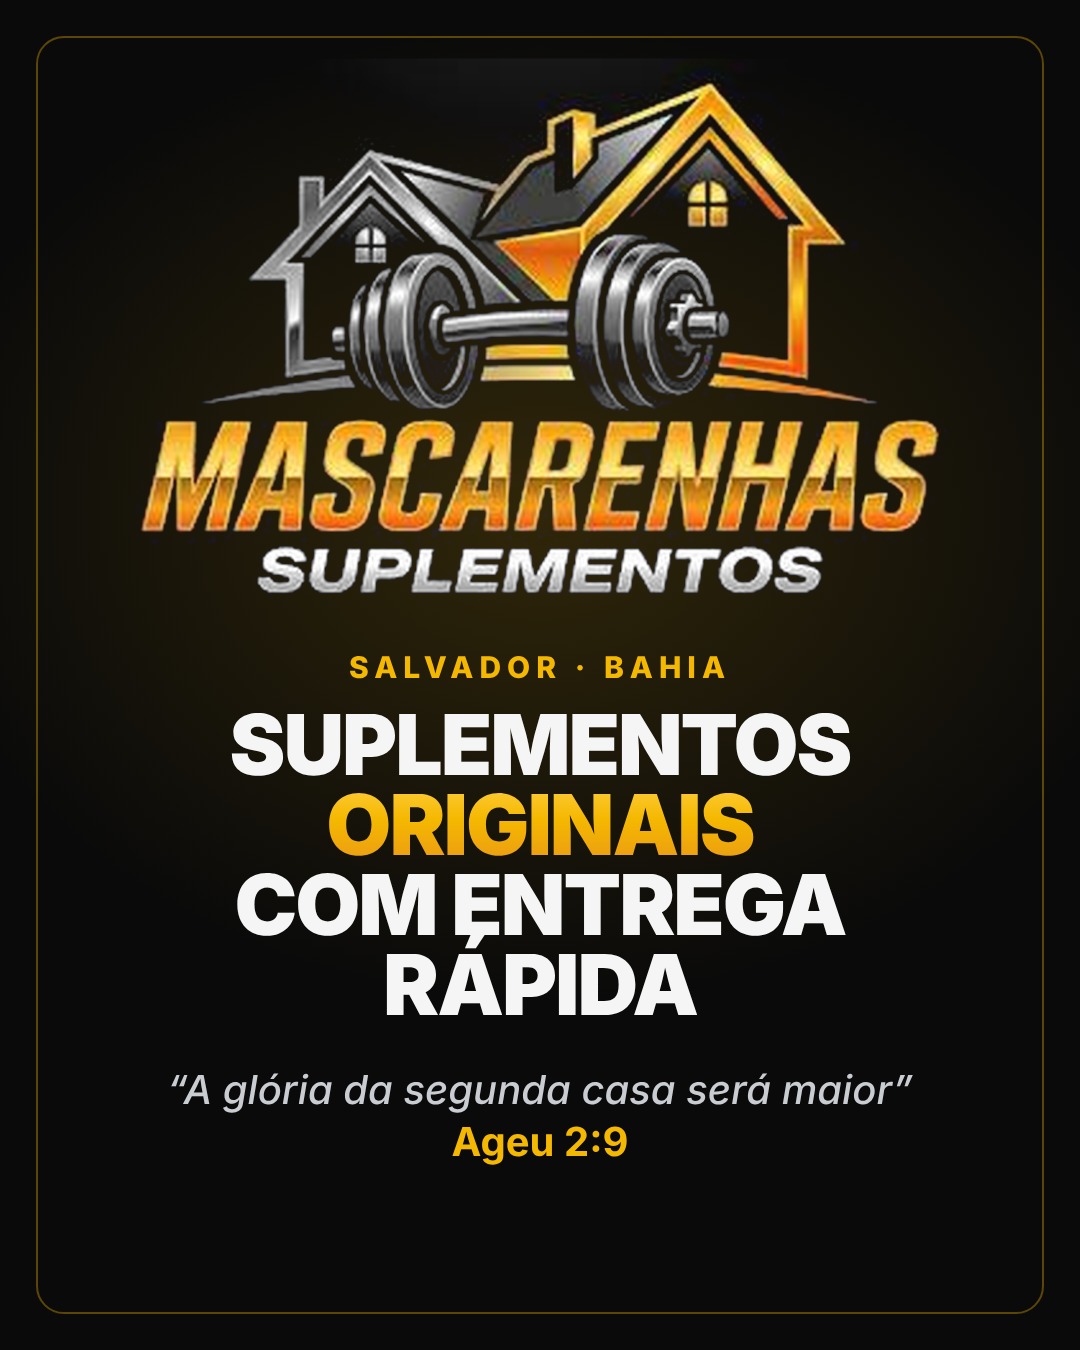 MASCARENHAS
SUPLEMENTOS
SALVADOR · BAHIA
SUPLEMENTOS
ORIGINAIS
COM ENTREGA
RÁPIDA
“A glória da segunda casa será maior”
Ageu 2:9